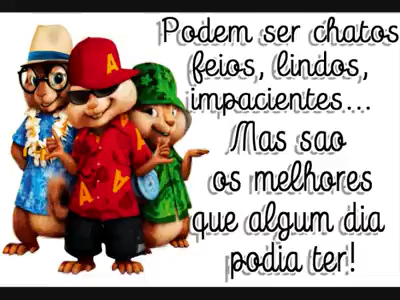 Podem ser chatos
feios, lindos,
impacientes...
Mas sao
os melhores
que algum dia
podia ter!
A
A
A